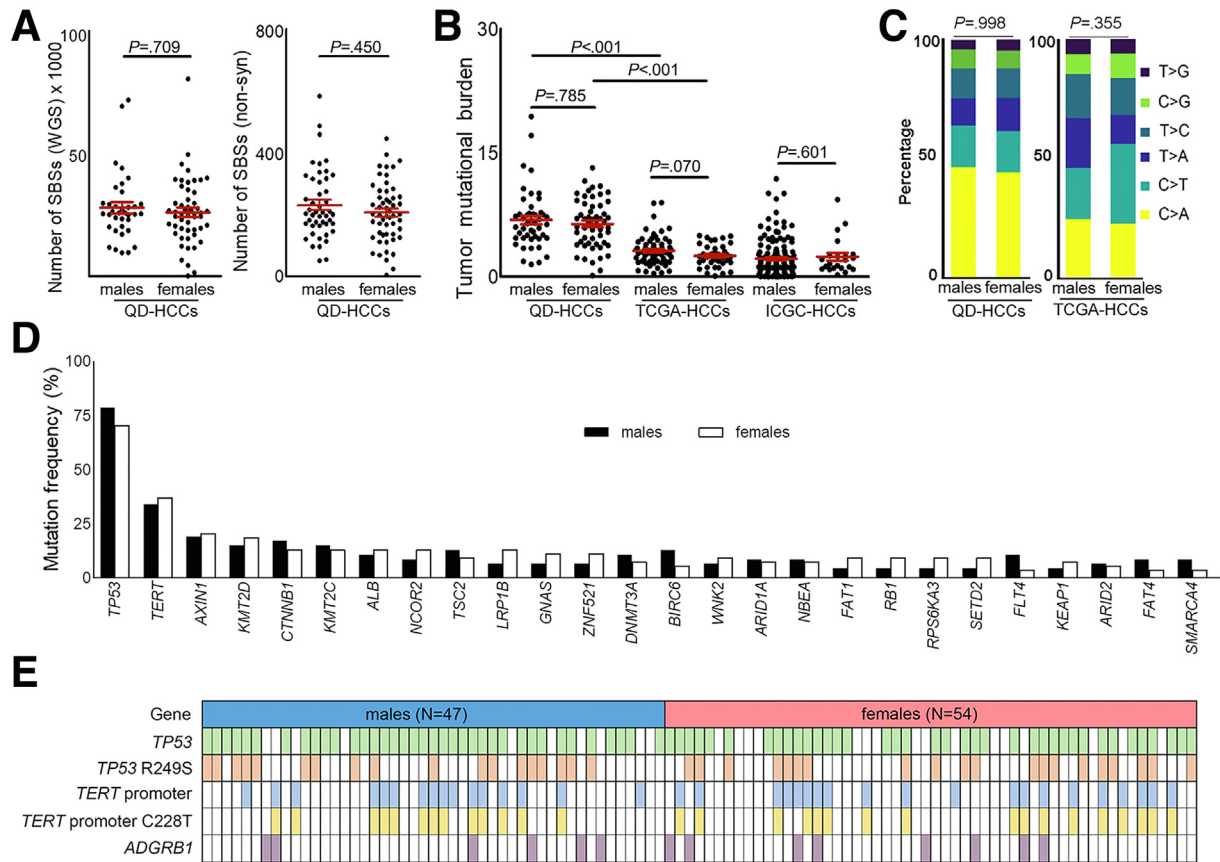 A
Number of SBSs (WGS) x 1000
100
50
0
P=.709
males females
QD-HCCs
Number of SBSs (non-syn)
800
400
0
P=.450
males females
QD-HCCs
B
Tumor mutational burden
30
15
0
P<.001
P<.001
P=.785
P=.070
P=.601
males females males females males females
QD-HCCs TCGA-HCCs ICGC-HCCs
C
Percentage
P=.998 P=.355
100 100
50 50
0 0
males females males females
QD-HCCs TCGA-HCCs
T>G
C>G
T>C
T>A
C>T
C>A
D
Mutation frequency (%)
100
75
50
25
0
males females
TP53
TERT
AXIN1
KMT2D
CTNNB1
KMT2C
ALB
NCOR2
TSC2
LRP1B
GNAS
ZNF521
DNMT3A
BIRC6
WNK2
ARID1A
NBEA
FAT1
RB1
RPS6KA3
SETD2
FLT4
KEAP1
ARID2
FAT4
SMARCA4
E
Gene males (N=47) females (N=54)
TP53
TP53 R249S
TERT promoter
TERT promoter C228T
ADGRB1